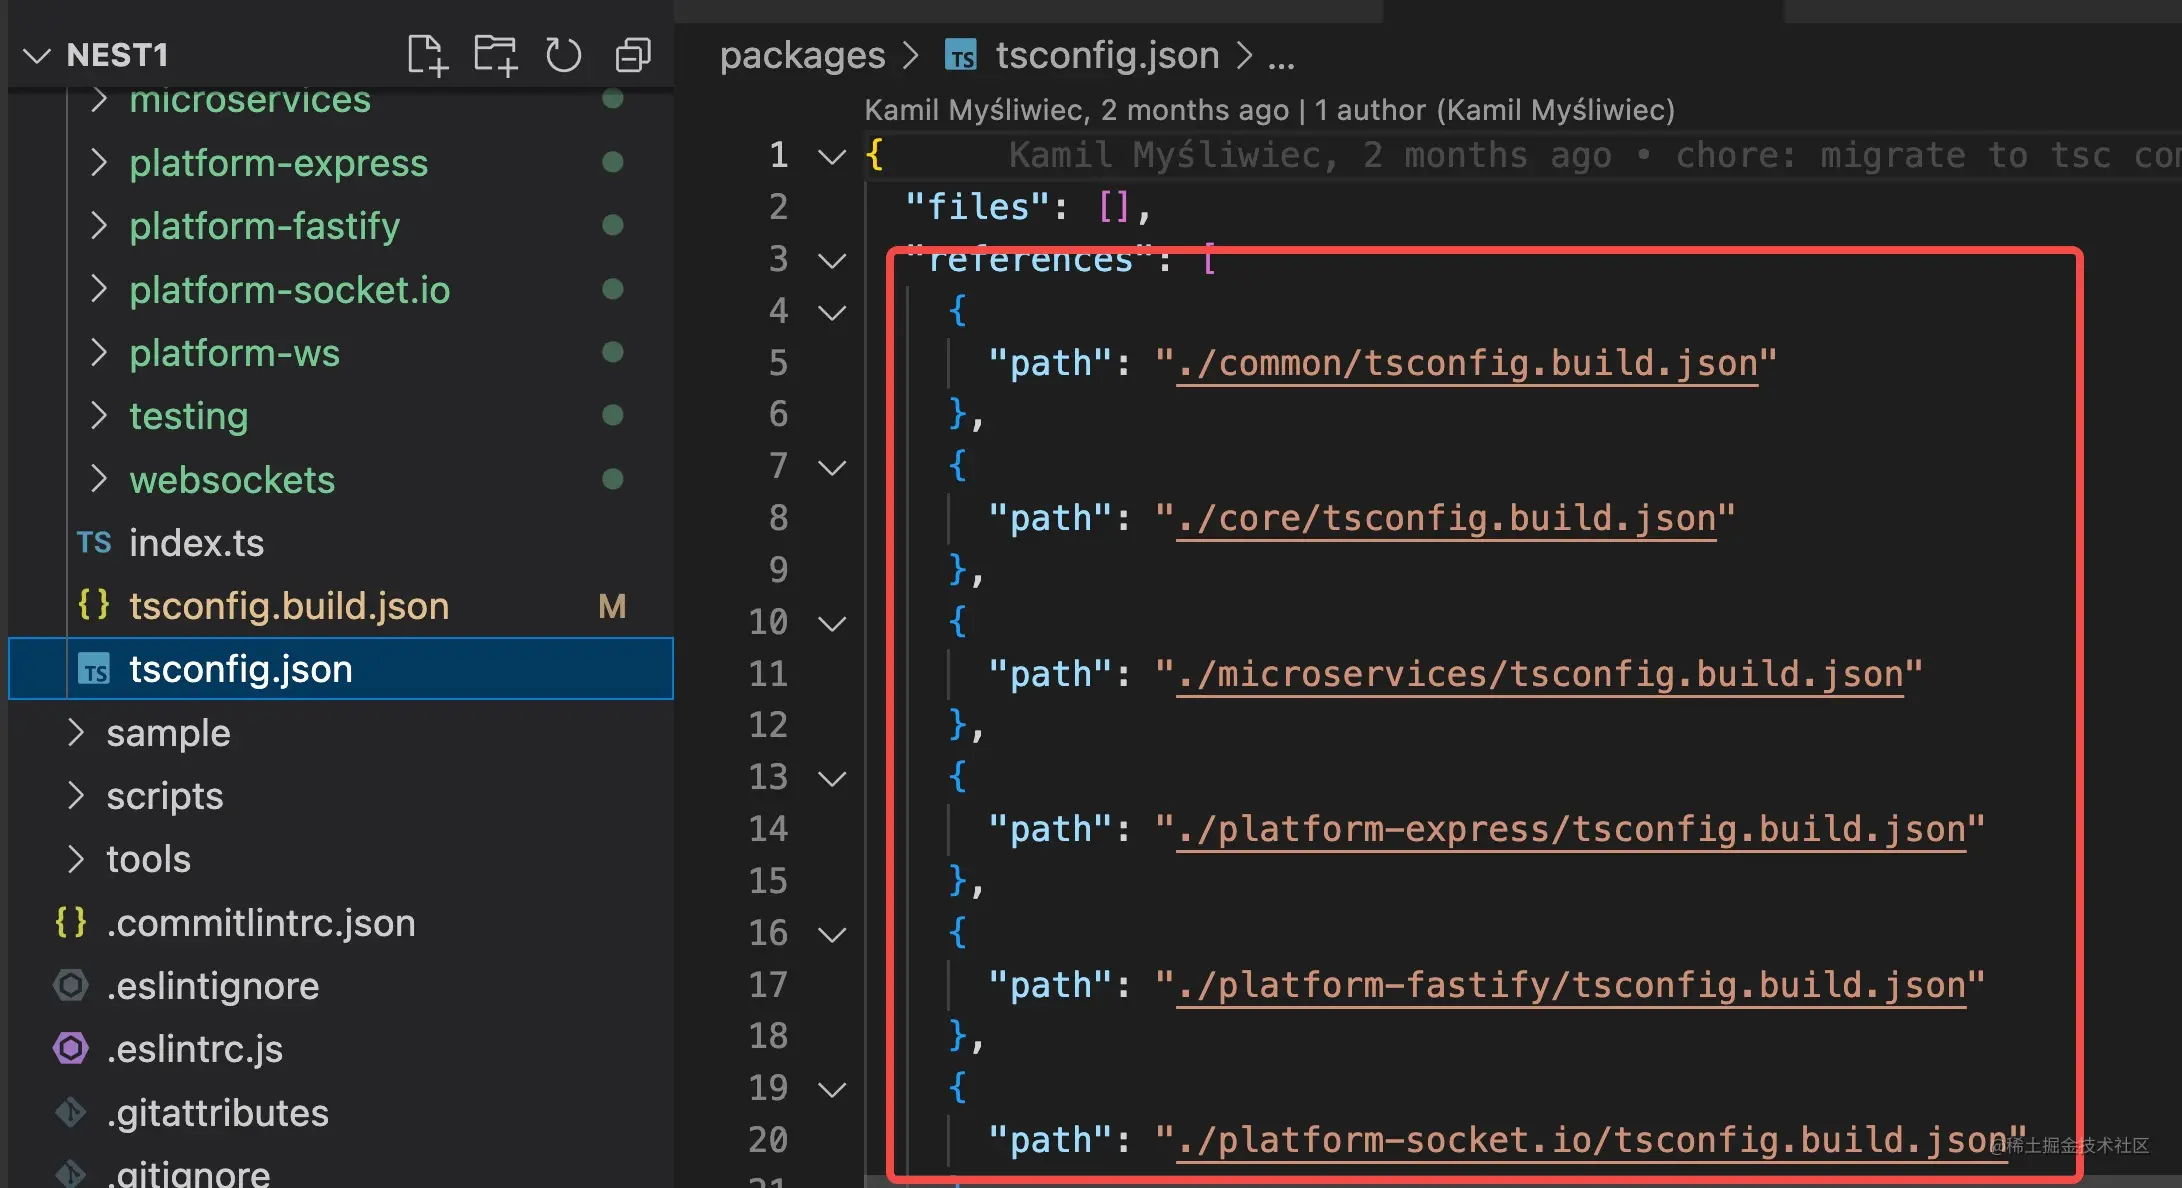 NEST1
microservices
platform-express
platform-fastify
platform-socket.io
platform-ws
testing
websockets
TS index.ts
{} tsconfig.build.json M
TS tsconfig.json
sample
scripts
tools
{} .commitlintrc.json
.eslintignore
.eslintrc.js
.gitattributes
.gitignore
packages > TS tsconfig.json > ...
Kamil Myśliwiec, 2 months ago | 1 author (Kamil Myśliwiec)
1 { Kamil Myśliwiec, 2 months ago • chore: migrate to tsc con
2 "files": [],
3 "references": [
4 {
5 "path": "./common/tsconfig.build.json"
6 },
7 {
8 "path": "./core/tsconfig.build.json"
9 },
10 {
11 "path": "./microservices/tsconfig.build.json"
12 },
13 {
14 "path": "./platform-express/tsconfig.build.json"
15 },
16 {
17 "path": "./platform-fastify/tsconfig.build.json"
18 },
19 {
20 "path": "./platform-socket.io/tsconfig.build.json"
21
@稀土掘金技术社区